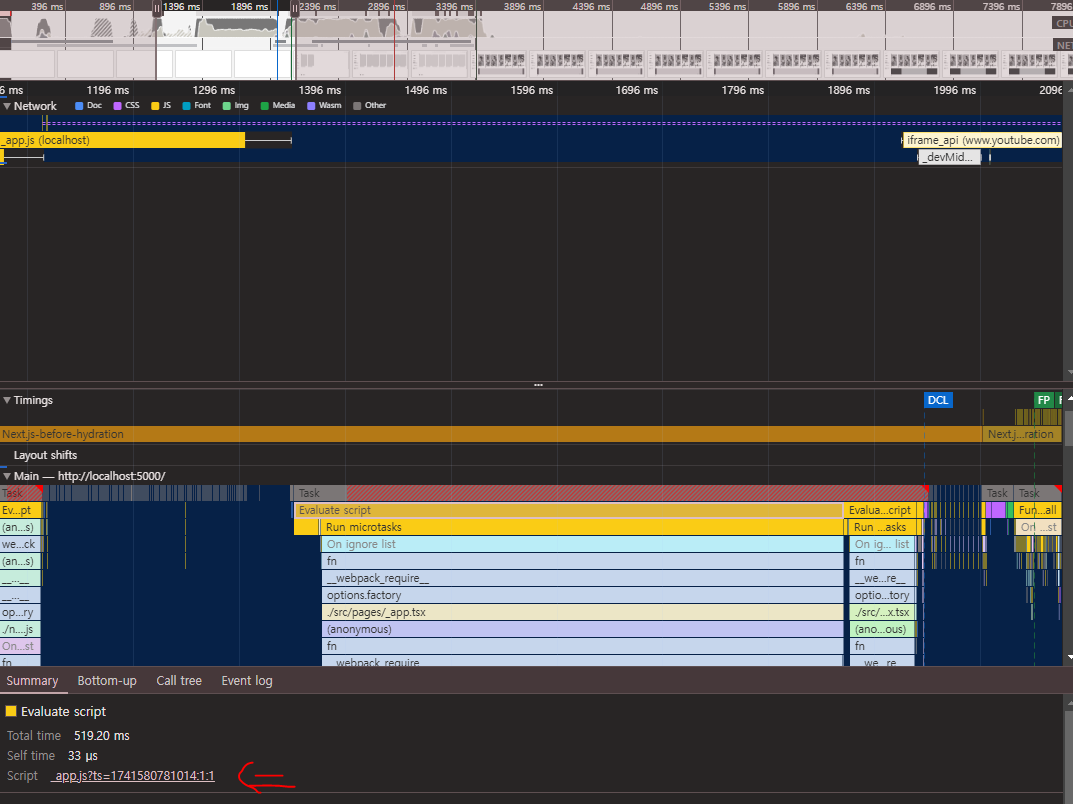 396 ms 896 ms 1396 ms 1896 ms 2396 ms 2896 ms 3396 ms 3896 ms 4396 ms 4896 ms 5396 ms 5896 ms 6396 ms 6896 ms 7396 ms 7896
CPU
NET
6 ms 1196 ms 1296 ms 1396 ms 1496 ms 1596 ms 1696 ms 1796 ms 1896 ms 1996 ms 2096
Network Doc CSS JS Font Img Media Wasm Other
_app.js (localhost) iframe_api (www.youtube.com)
_devMid...
Timings DCL FP F
Next.js-before-hydration Next.j...ration
Layout shifts
Main — http://localhost:5000/
Task Task Task Task
Ev...pt Evaluate script Evalua...cript Fun...all
(an...s) Run microtasks Run ...asks On ...st
we...ck On ignore list On ig... list
(an...s) fn fn
__...__ __webpack_require__ __we...re__
__...__ options.factory optio...tory
op...ry ./src/pages/_app.tsx ./src/...x.tsx
./n....js (anonymous) (ano...ous)
On...st fn fn
fn __webpack_require__ __we...re__
Summary Bottom-up Call tree Event log
Evaluate script
Total time 519.20 ms
Self time 33 μs
Script _app.js?ts=1741580781014:1:1